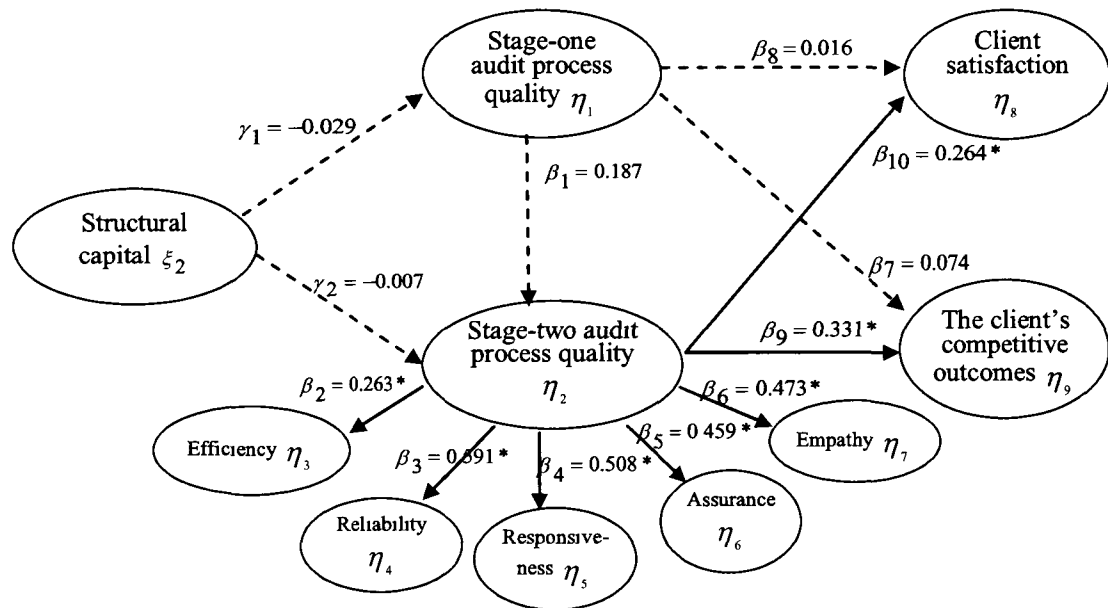 Stage-one
audit process
quality η₁
β₈ = 0.016
Client
satisfaction
η₈
γ₁ = −0.029
β₁ = 0.187
β₁₀ = 0.264*
Structural
capital ξ₂
γ₂ = −0.007
β₇ = 0.074
Stage-two audit
process quality
η₂
β₉ = 0.331*
The client's
competitive
outcomes η₉
β₂ = 0.263*
β₆ = 0.473*
Efficiency η₃
β₃ =
β₄ = 0.508*
β₅ = 0 459*
Empathy η₇
Reliability
η₄
Responsive-
ness η₅
Assurance
η₆